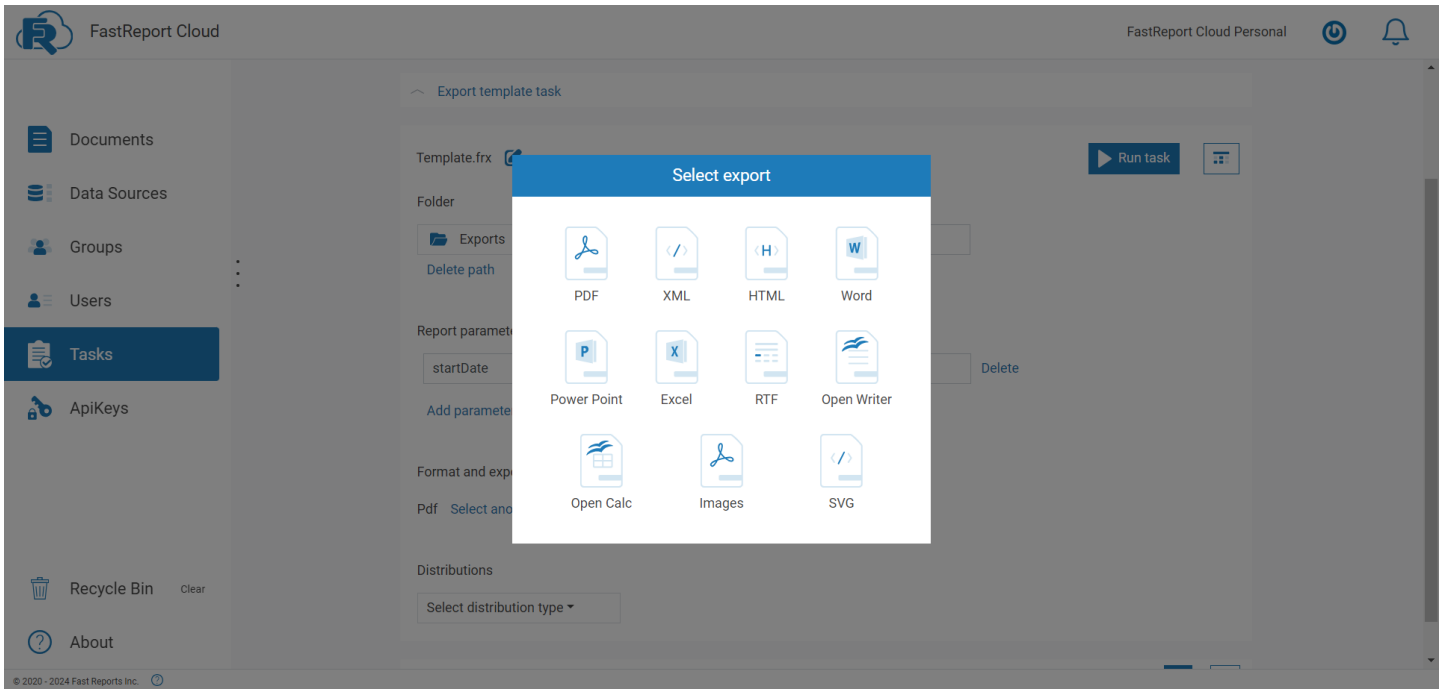 FastReport Cloud
FastReport Cloud Personal
Export template task
Documents
Data Sources
Groups
Users
Tasks
ApiKeys
Recycle Bin Clear
About
Template.frx
Run task
Folder
Exports
Delete path
Report paramet
startDate
Delete
Add paramete
Format and expo
Pdf Select ano
Distributions
Select distribution type
Select export
PDF XML HTML Word
Power Point Excel RTF Open Writer
Open Calc Images SVG
© 2020 - 2024 Fast Reports Inc.